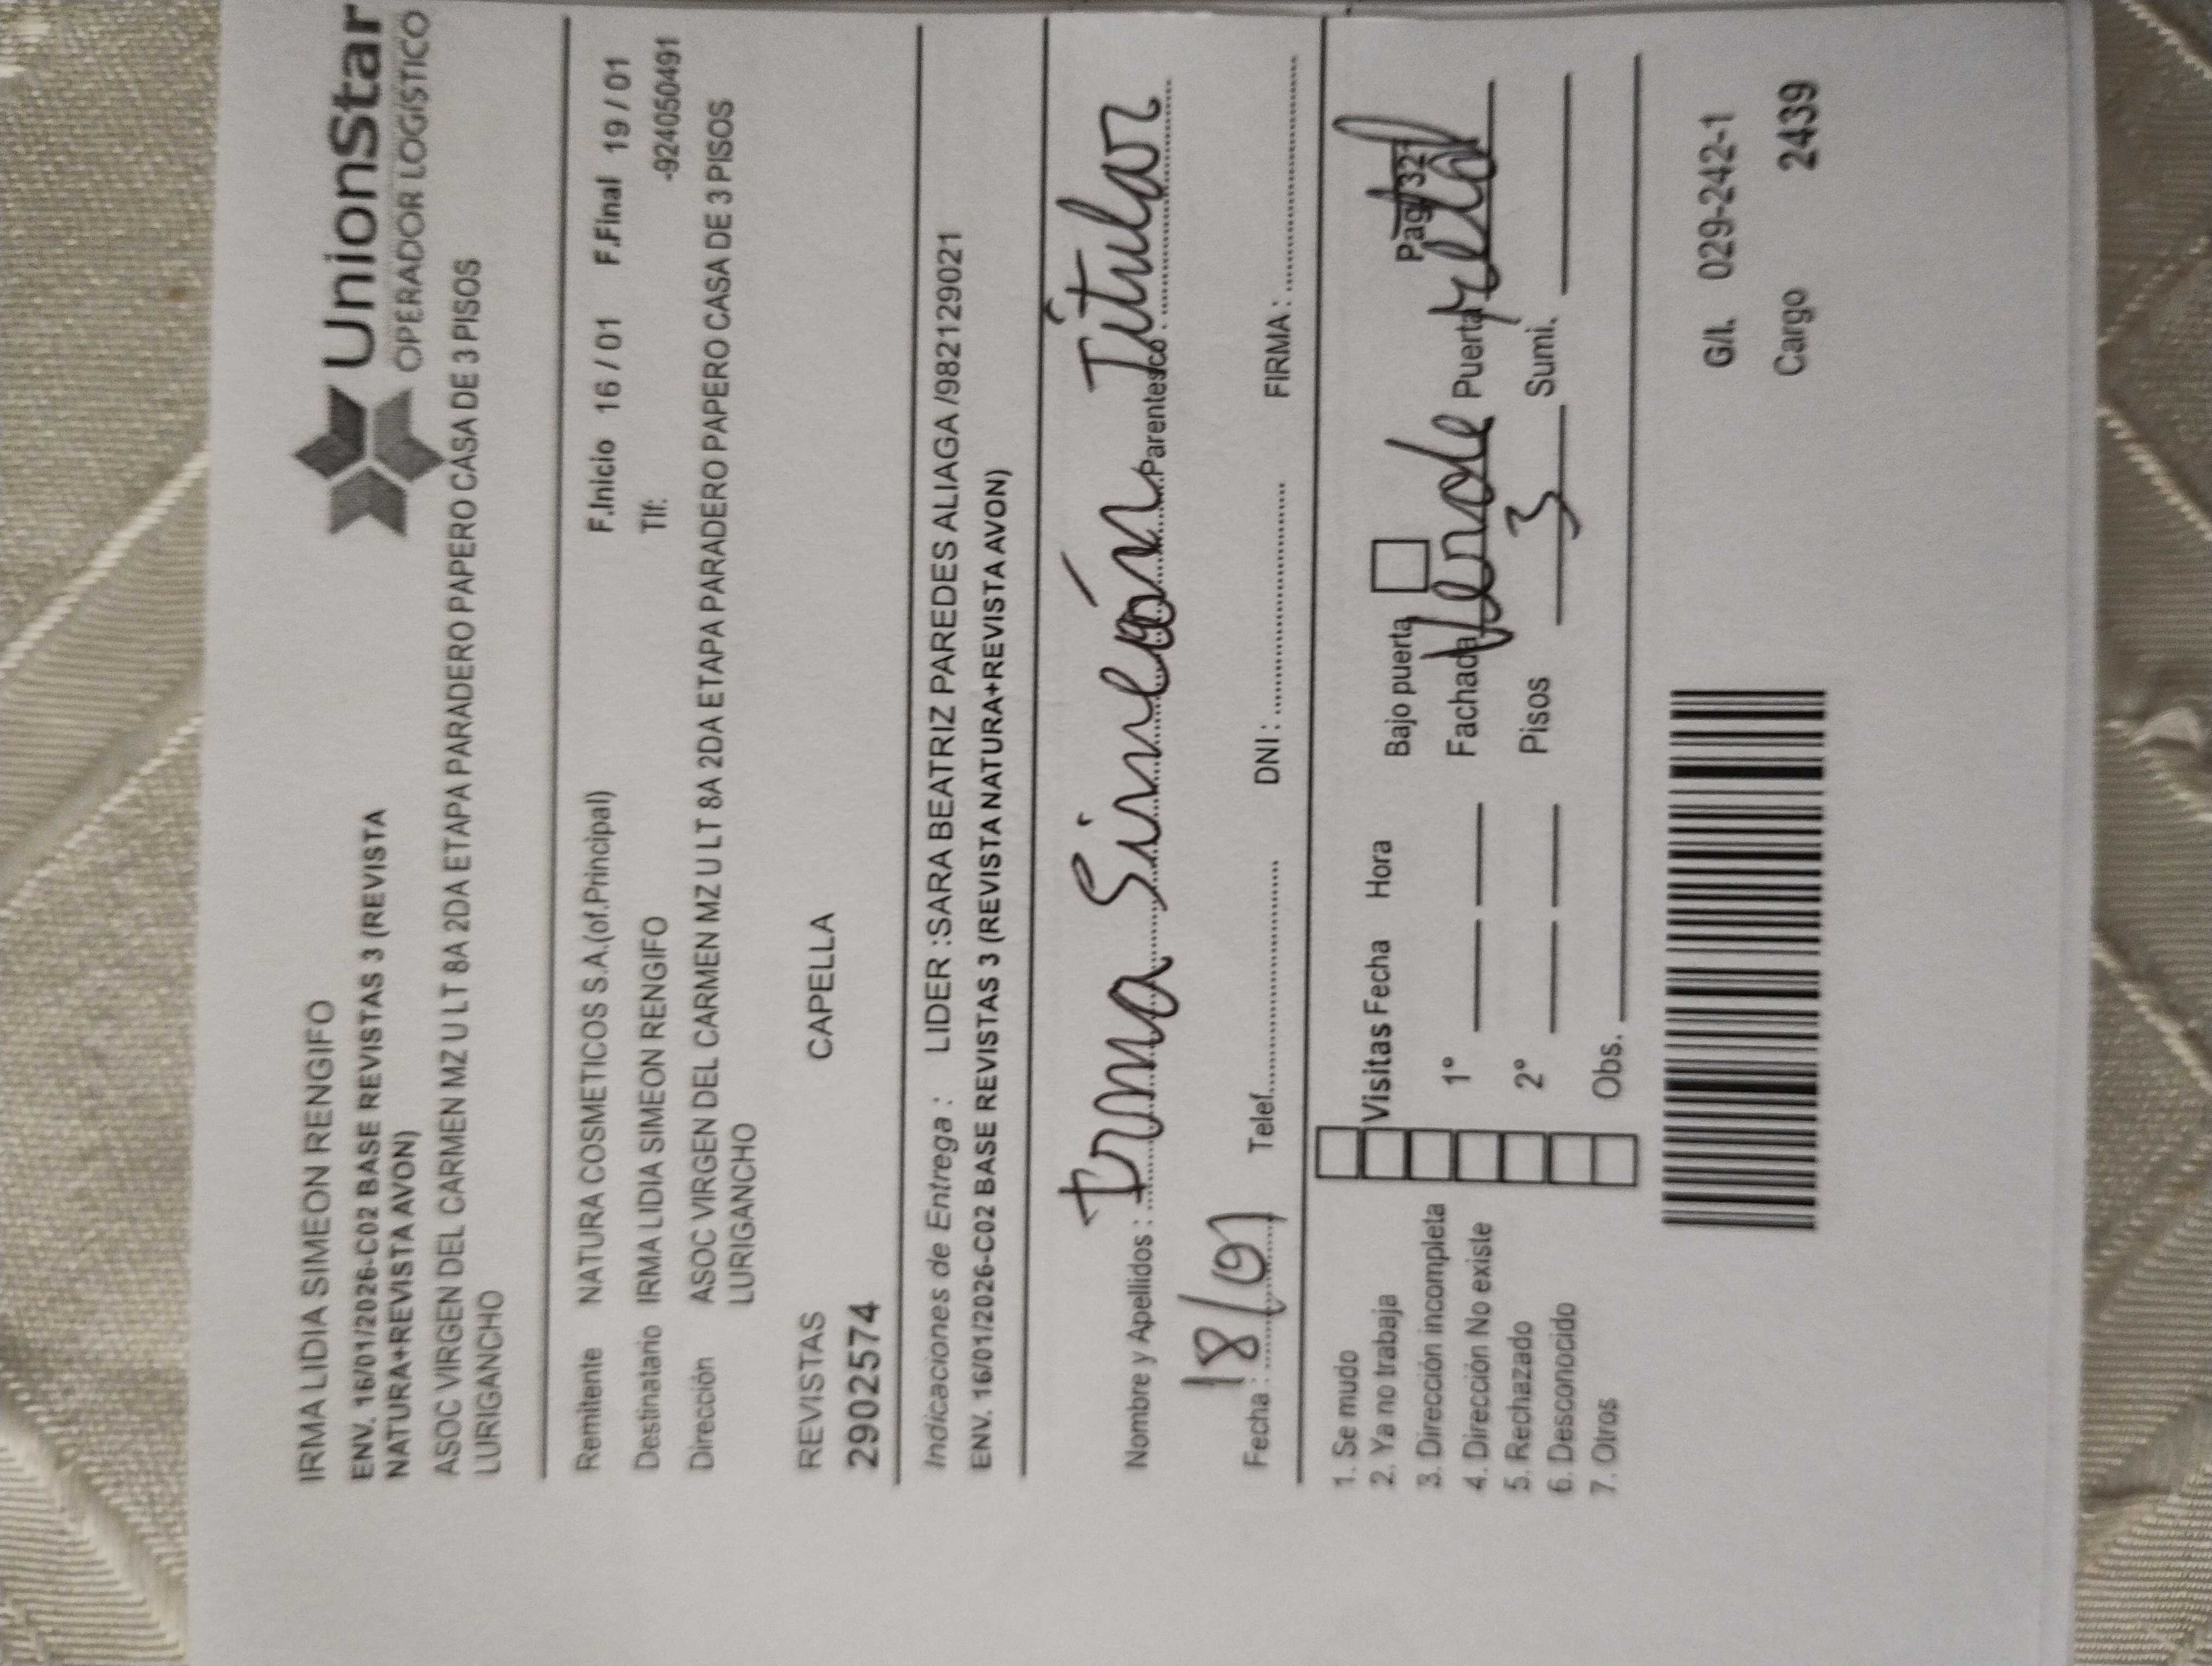 UnionStar
OPERADOR LOGÍSTICO
IRMA LIDIA SIMEON RENGIFO
ENV. 16/01/2026-C02 BASE REVISTAS 3 (REVISTA
NATURA+REVISTA AVON)
ASOC VIRGEN DEL CARMEN MZ U LT 8A 2DA ETAPA PARADERO PAPERO CASA DE 3 PISOS
LURIGANCHO
Remitente NATURA COSMETICOS S.A.(of.Principal) F.Inicio 16 / 01 F.Final 19 / 01
Destinatario IRMA LIDIA SIMEON RENGIFO Tlf: -924050491
Dirección ASOC VIRGEN DEL CARMEN MZ U LT 8A 2DA ETAPA PARADERO PAPERO CASA DE 3 PISOS
LURIGANCHO
REVISTAS CAPELLA
2902574
Indicaciones de Entrega : LIDER :SARA BEATRIZ PAREDES ALIAGA /982129021
ENV. 16/01/2026-C02 BASE REVISTAS 3 (REVISTA NATURA+REVISTA AVON)
Nombre y Apellidos : Irma Simeón Parentesco : Titular
Fecha : 18/01 Telef. DNI : FIRMA :
1. Se mudo
2. Ya no trabaja Visitas Fecha Hora Bajo puerta Pag
3. Dirección incompleta
4. Dirección No existe 1° Fachada Puerta
5. Rechazado 2° Pisos 3 Sumi.
6. Desconocido
7. Otros Obs.
G/I. 029-242-1
Cargo 2439